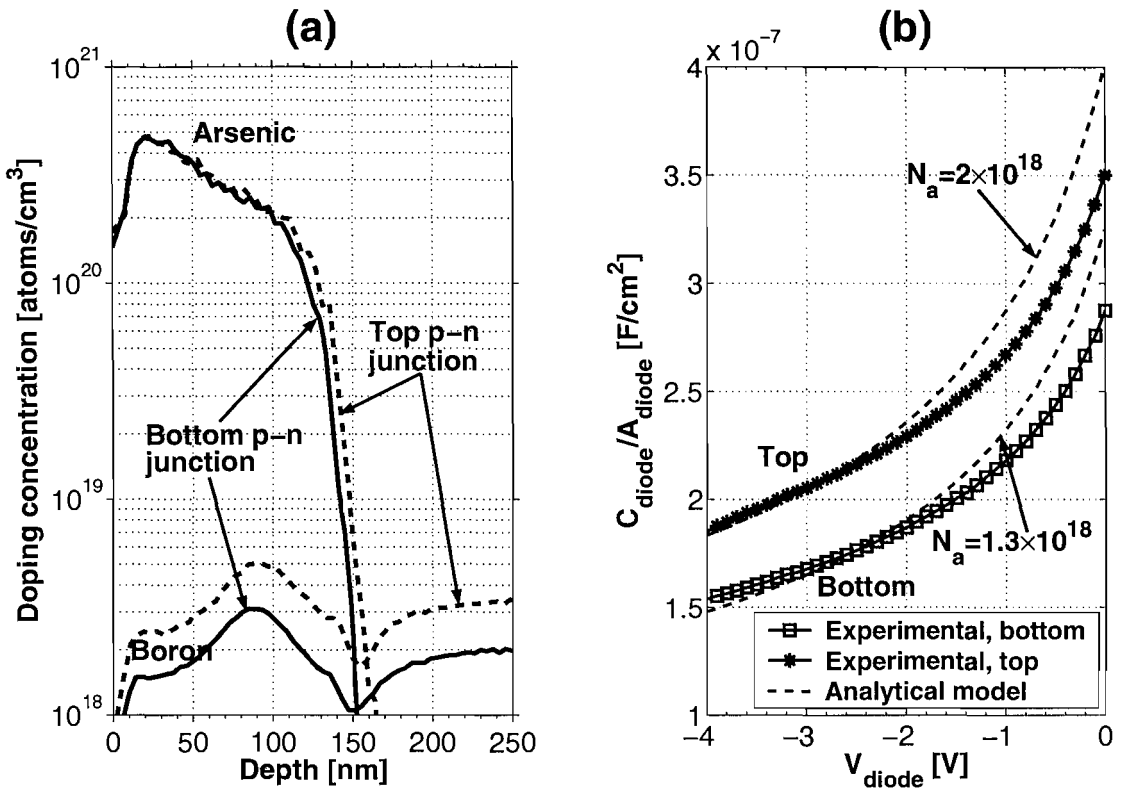 (a)
10^21
10^20
10^19
10^18
Doping concentration [atoms/cm^3]
Arsenic
Top p-n
junction
Bottom p-n
junction
Boron
0 50 100 150 200 250
Depth [nm]
(b)
4 × 10^-7
3.5
3
2.5
2
1.5
1
C_diode/A_diode [F/cm^2]
N_a=2×10^18
Top
N_a=1.3×10^18
Bottom
Experimental, bottom
Experimental, top
Analytical model
−4 −3 −2 −1 0
V_diode [V]